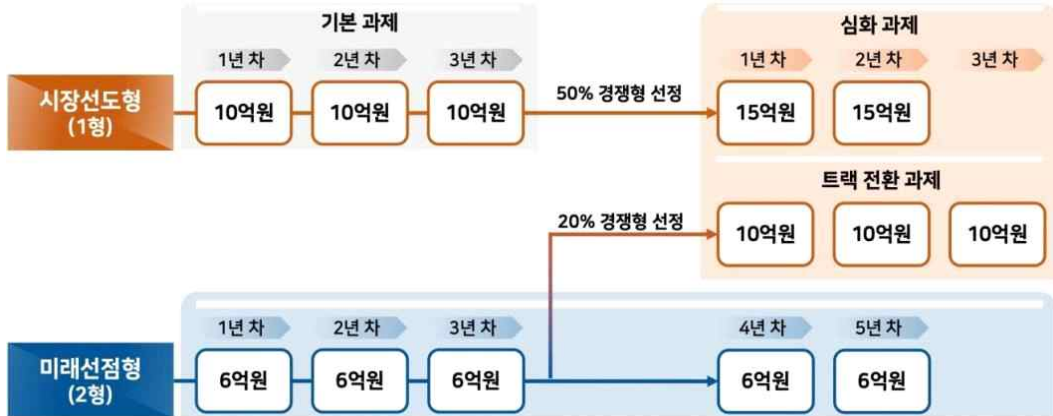 기본 과제
심화 과제
1년 차 2년 차 3년 차
1년 차 2년 차 3년 차
시장선도형
(1형)
10억원 10억원 10억원
50% 경쟁형 선정
15억원 15억원
트랙 전환 과제
20% 경쟁형 선정
10억원 10억원 10억원
1년 차 2년 차 3년 차
4년 차 5년 차
미래선점형
(2형)
6억원 6억원 6억원
6억원 6억원